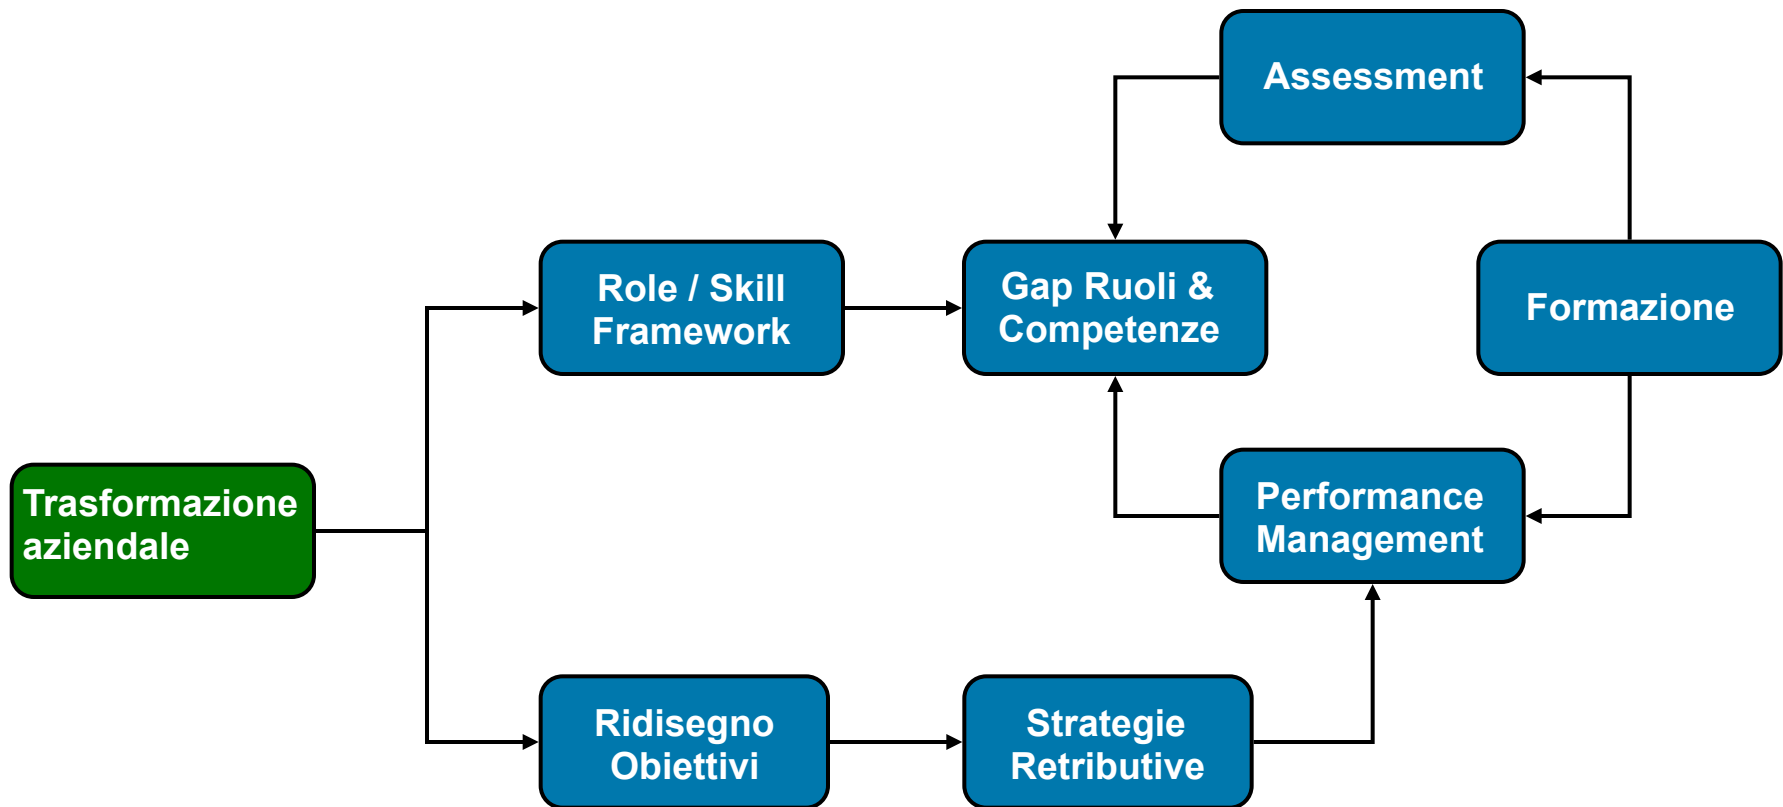 Assessment
Role / Skill
Framework
Gap Ruoli &
Competenze
Formazione
Trasformazione
aziendale
Performance
Management
Ridisegno
Obiettivi
Strategie
Retributive